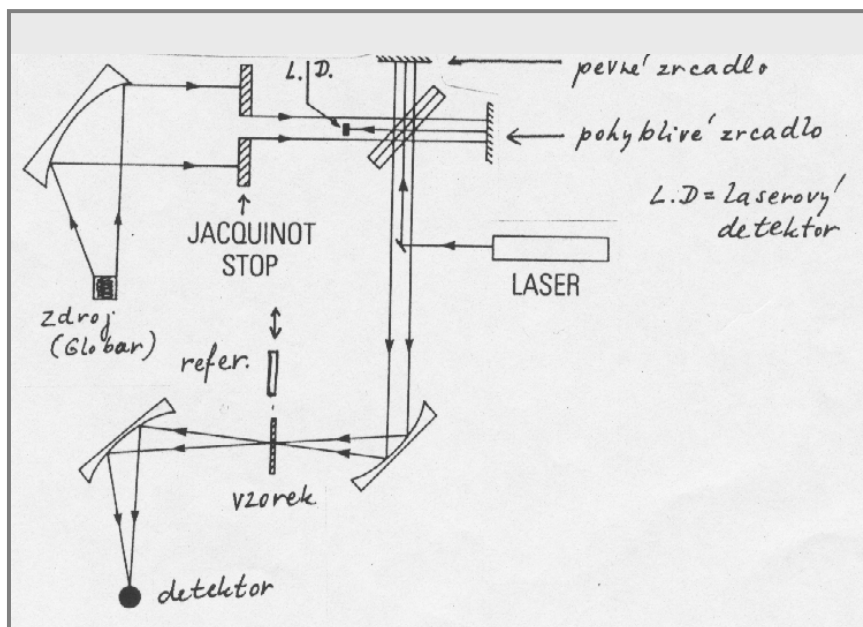 L.D.
pevné zrcadlo
pohyblivé zrcadlo
L.D = laserový
detektor
JACQUINOT
STOP
LASER
zdroj
(Globar)
refer.
vzorek
detektor